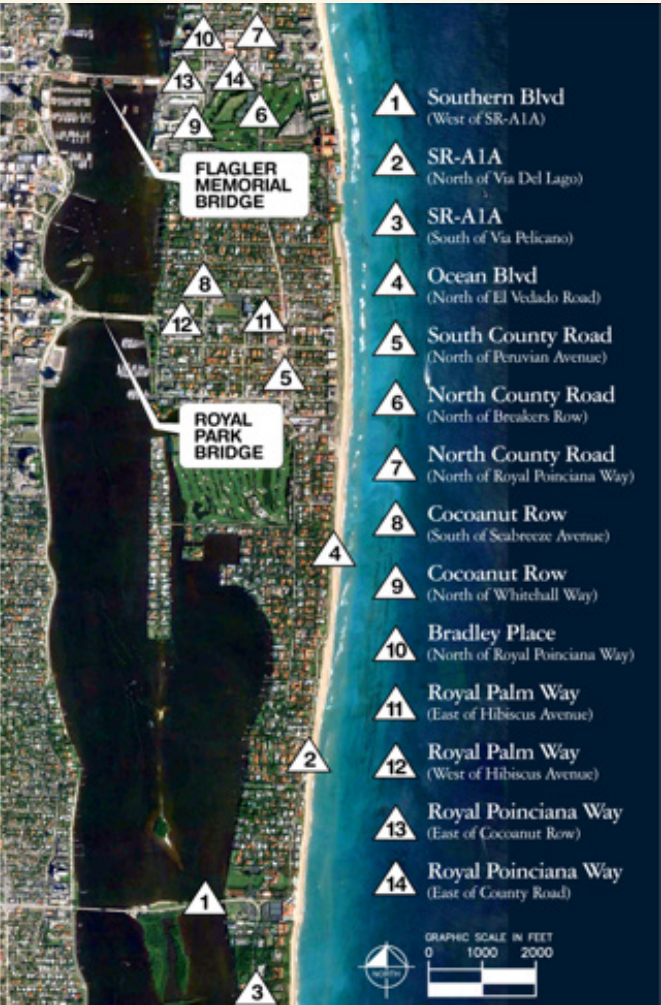 10
7
13
14
9
6
FLAGLER
MEMORIAL
BRIDGE
8
12
11
5
ROYAL
PARK
BRIDGE
4
2
1
3
1 Southern Blvd
(West of SR-A1A)
2 SR-A1A
(North of Via Del Lago)
3 SR-A1A
(South of Via Pelicano)
4 Ocean Blvd
(North of El Vedado Road)
5 South County Road
(North of Peruvian Avenue)
6 North County Road
(North of Breakers Row)
7 North County Road
(North of Royal Poinciana Way)
8 Cocoanut Row
(South of Seabreeze Avenue)
9 Cocoanut Row
(North of Whitehall Way)
10 Bradley Place
(North of Royal Poinciana Way)
11 Royal Palm Way
(East of Hibiscus Avenue)
12 Royal Palm Way
(West of Hibiscus Avenue)
13 Royal Poinciana Way
(East of Cocoanut Row)
14 Royal Poinciana Way
(East of County Road)
NORTH
GRAPHIC SCALE IN FEET
0 1000 2000